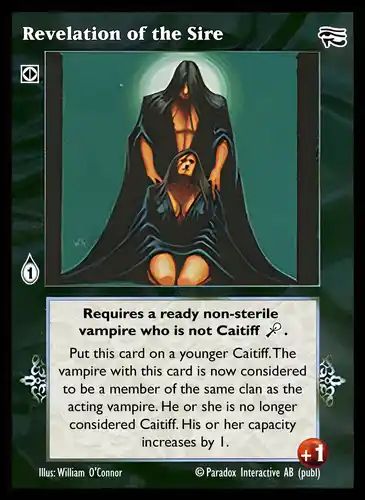 Revelation of the Sire
1
Requires a ready non-sterile
vampire who is not Caitiff .
Put this card on a younger Caitiff.The
vampire with this card is now considered
to be a member of the same clan as the
acting vampire. He or she is no longer
considered Caitiff. His or her capacity
increases by 1.
+1
Illus: William O'Connor
© Paradox Interactive AB (publ)